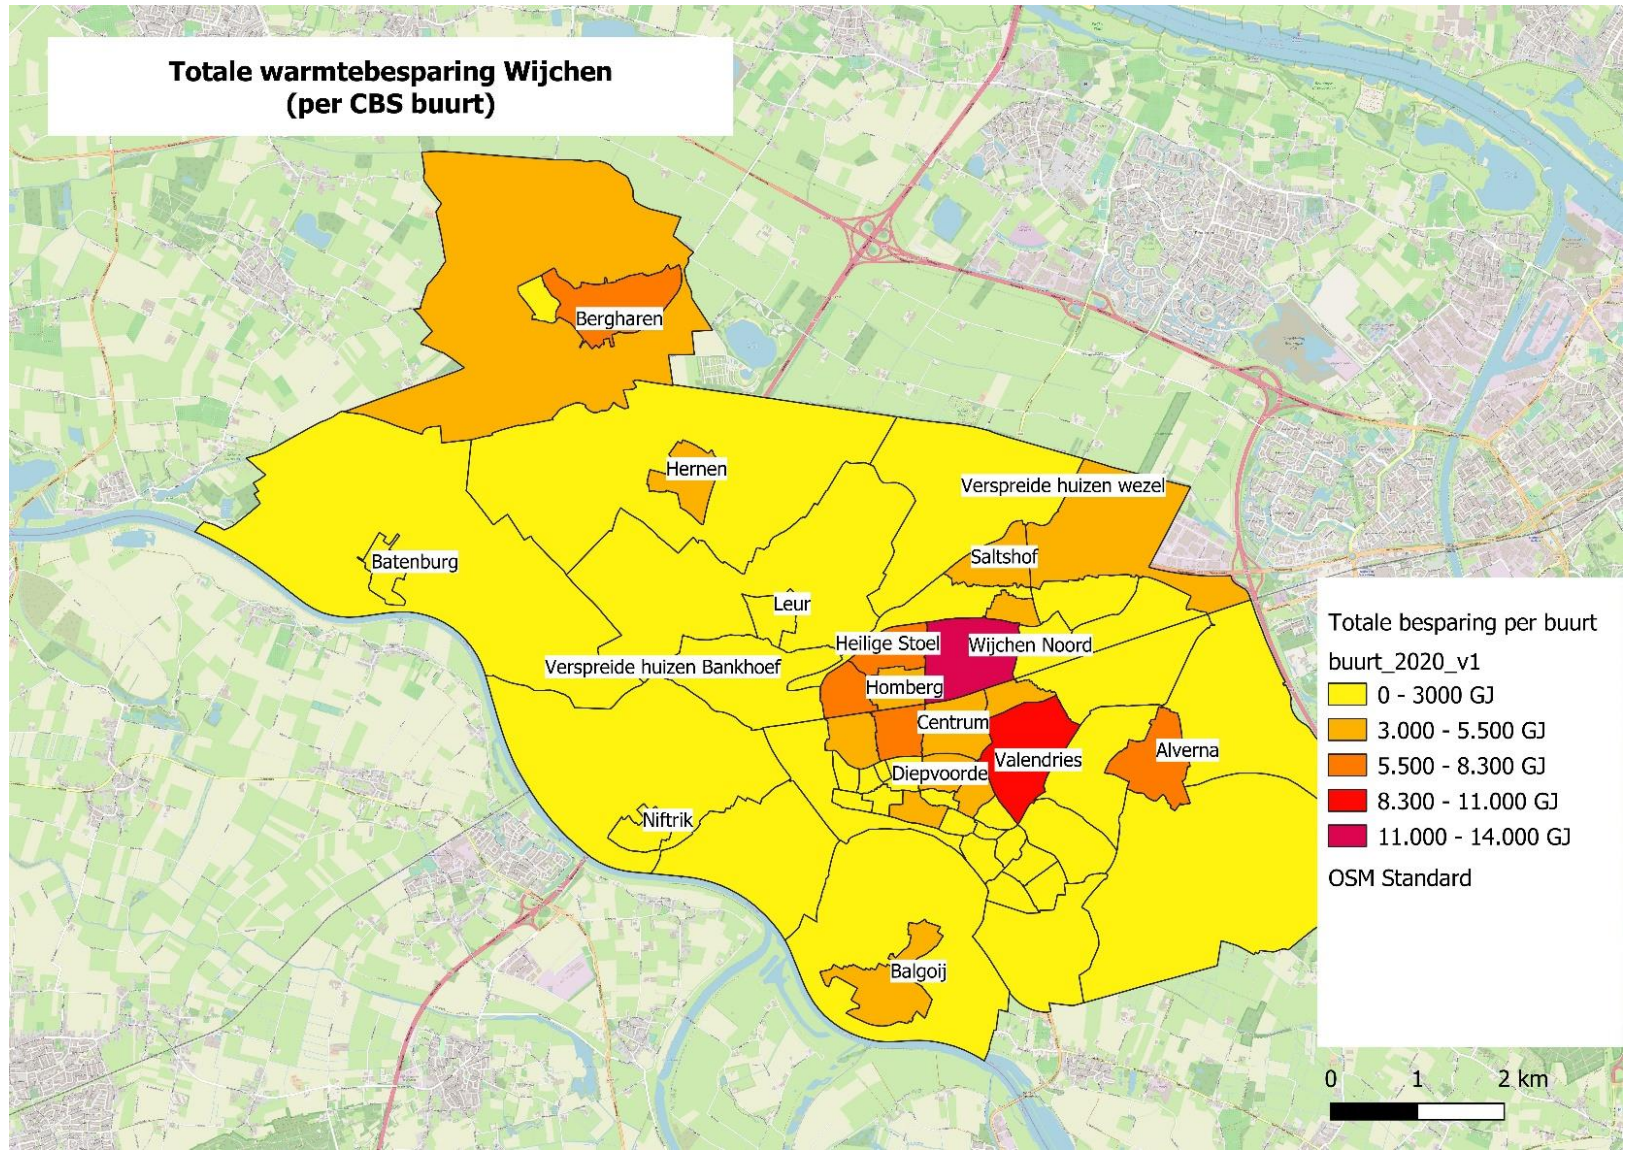 Totale warmtebesparing Wijchen
(per CBS buurt)
Bergharen
Hernen
Verspreide huizen wezel
Saltshof
Batenburg
Leur
Heilige Stoel
Wijchen Noord
Verspreide huizen Bankhoef
Homberg
Centrum
Alverna
Valendries
Diepvoorde
Niftrik
Balgoij
Totale besparing per buurt
buurt_2020_v1
0 - 3000 GJ
3.000 - 5.500 GJ
5.500 - 8.300 GJ
8.300 - 11.000 GJ
11.000 - 14.000 GJ
OSM Standard
0 1 2 km